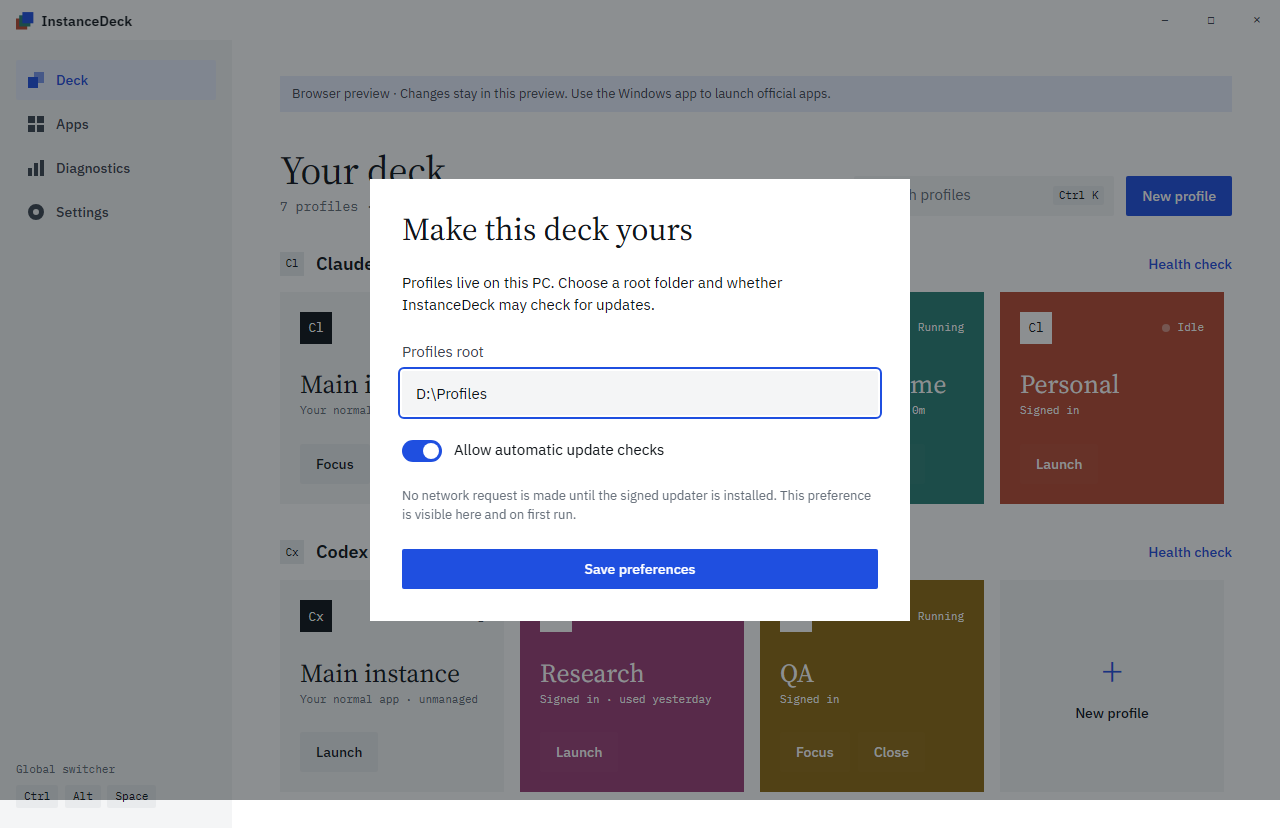 InstanceDeck
Deck
Apps
Diagnostics
Settings
Browser preview · Changes stay in this preview. Use the Windows app to launch official apps.
Your deck
7 profiles ·
profiles
Ctrl K
New profile
Cl
Health check
Cl
Main
Your normal
Focus
Running
0m
Cl
Idle
Personal
Signed in
Launch
Make this deck yours
Profiles live on this PC. Choose a root folder and whether
InstanceDeck may check for updates.
Profiles root
D:\Profiles
Allow automatic update checks
No network request is made until the signed updater is installed. This preference
is visible here and on first run.
Save preferences
Cx
Codex
Health check
Cx
Main instance
Your normal app · unmanaged
Launch
Research
Signed in · used yesterday
Launch
Running
QA
Signed in
Focus
Close
New profile
Global switcher
Ctrl
Alt
Space